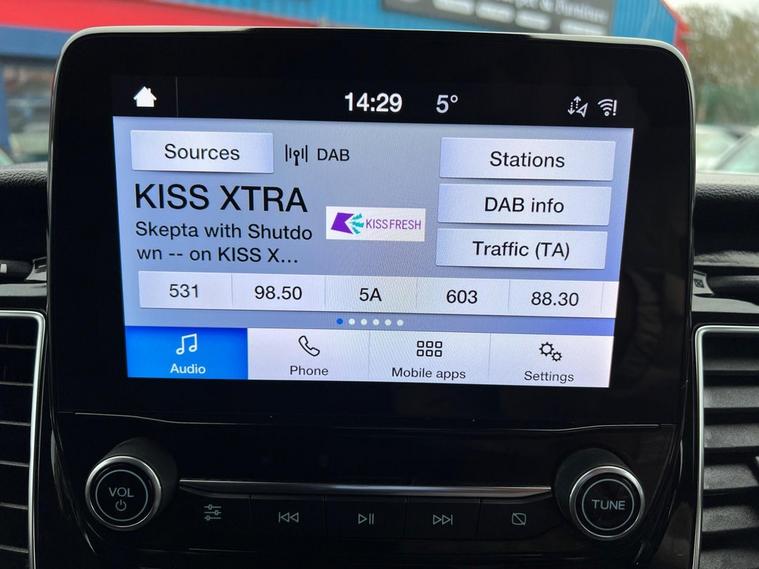 14:29 5°
Sources DAB
Stations
KISS XTRA
DAB info
KISS FRESH
Skepta with Shutdo
wn -- on KISS X...
Traffic (TA)
531 98.50 5A 603 88.30
Audio Phone Mobile apps Settings
VOL
TUNE